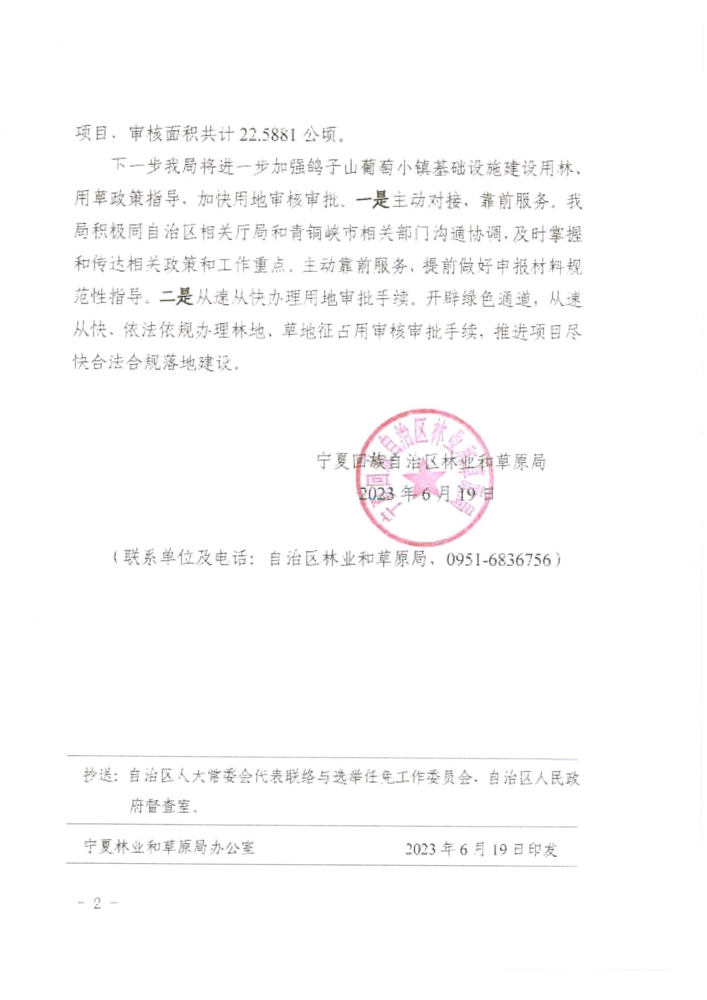 项目，审核面积共计 22.5881 公顷。
下一步我局将进一步加强鸽子山葡萄小镇基础设施建设用林、
用草政策指导，加快用地审核审批。一是主动对接，靠前服务。我
局积极同自治区相关厅局和青铜峡市相关部门沟通协调，及时掌握
和传达相关政策和工作重点。主动靠前服务，提前做好申报材料规
范性指导。二是从速从快办理用地审批手续。开辟绿色通道，从速
从快、依法依规办理林地、草地征占用审核审批手续，推进项目尽
快合法合规落地建设。
宁夏回族自治区林业和草原局
2023 年 6 月 19 日
宁夏回族自治区林业和草原局
（联系单位及电话：自治区林业和草原局，0951-6836756）
抄送：自治区人大常委会代表联络与选举任免工作委员会，自治区人民政
府督查室。
宁夏林业和草原局办公室 2023 年 6 月 19 日印发
- 2 -